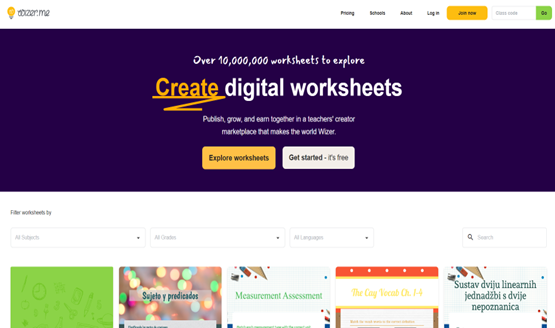 wizer.me
Pricing
Schools
About
Log in
Join now
Class code
Go
Over 10,000,000 worksheets to explore
Create digital worksheets
Publish, grow, and earn together in a teachers' creator
marketplace that makes the world Wizer.
Explore worksheets
Get started - it's free
Filter worksheets by
All Subjects
All Grades
All Languages
Search
Sujeto y predicados
Measurement Assessment
The Cay Vocab Ch. 1-4
Sustav dviju linearnih
jednadžbi s dvije
nepoznanica